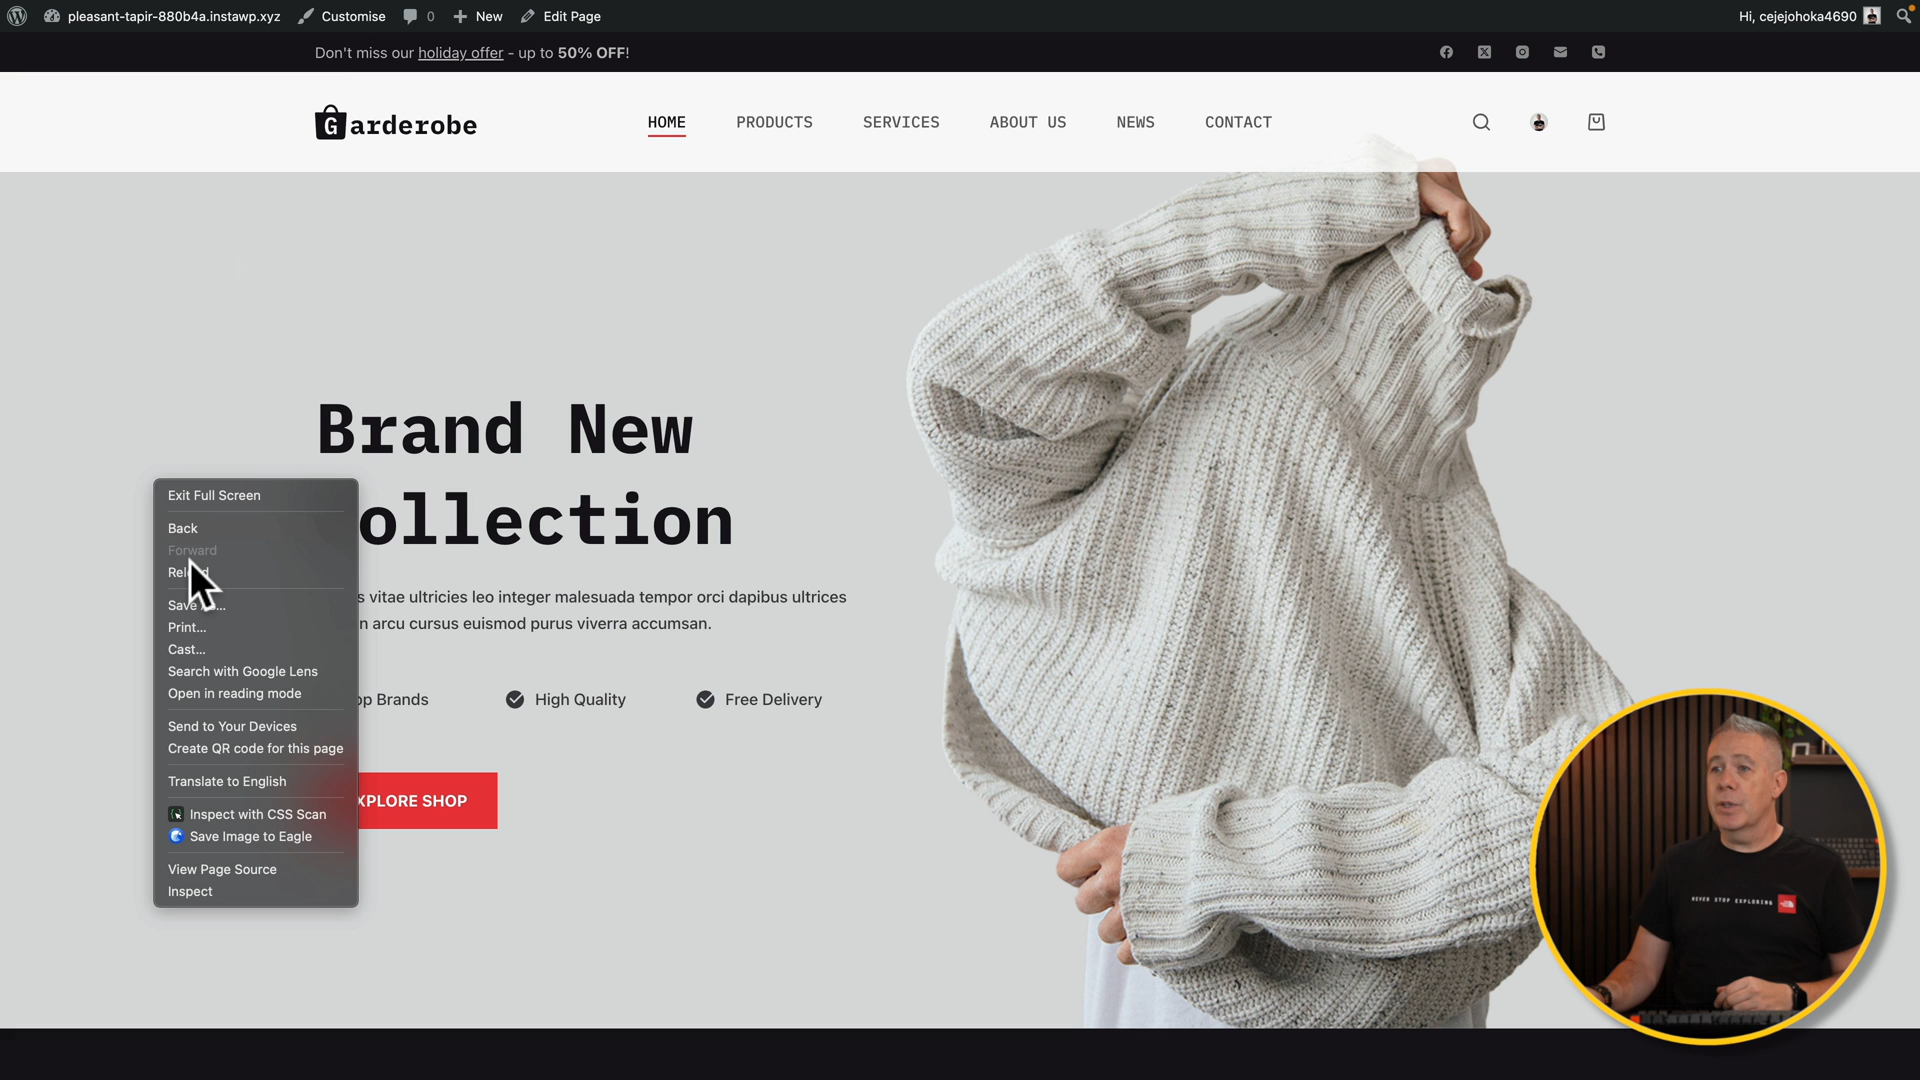 pleasant-tapir-880b4a.instawp.xyz Customise 0 New Edit Page Hi, cejejohoka4690
Don't miss our holiday offer - up to 50% OFF!
Garderobe HOME PRODUCTS SERVICES ABOUT US NEWS CONTACT
Brand New
ollection
s vitae ultricies leo integer malesuada tempor orci dapibus ultrices
n arcu cursus euismod purus viverra accumsan.
op Brands High Quality Free Delivery
XPLORE SHOP
Exit Full Screen
Back
Forward
Print...
Cast...
Search with Google Lens
Open in reading mode
Send to Your Devices
Create QR code for this page
Translate to English
Inspect with CSS Scan
Save Image to Eagle
View Page Source
Inspect
NEVER STOP EXPLORING